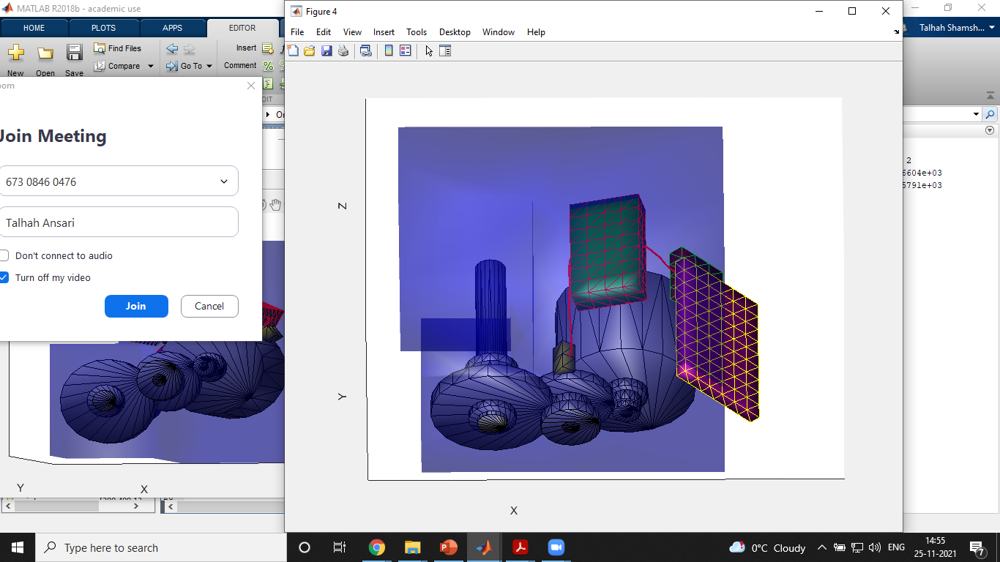 MATLAB R2018b - academic use
HOME PLOTS APPS EDITOR
Find Files
Insert
Compare
Go To
Comment
New Open Save
Join Meeting
673 0846 0476
Talhah Ansari
Don't connect to audio
Turn off my video
Join Cancel
Y
X
Figure 4
File Edit View Insert Tools Desktop Window Help
Z
Y
X
Talhah Shamsh...
2
6604e+03
5791e+03
Type here to search
0°C Cloudy
ENG
14:55
25-11-2021
7